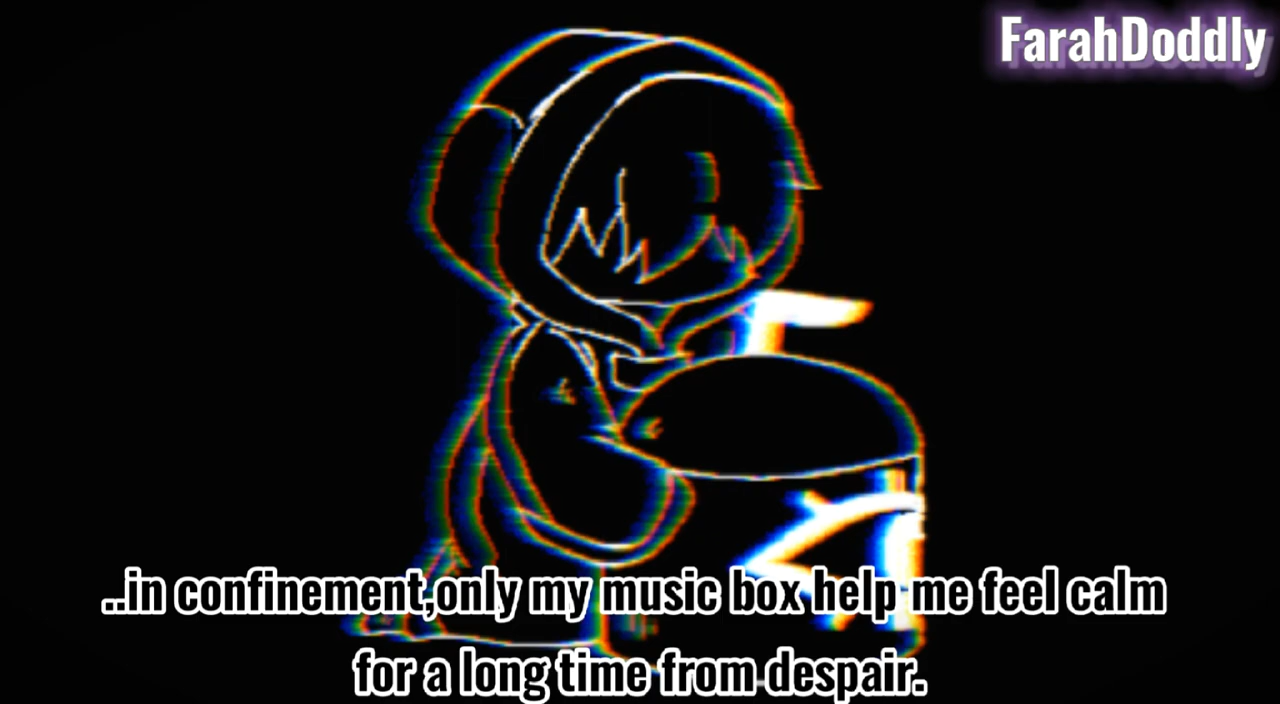 FarahDoddly
..in confinement,only my music box help me feel calm
for a long time from despair.